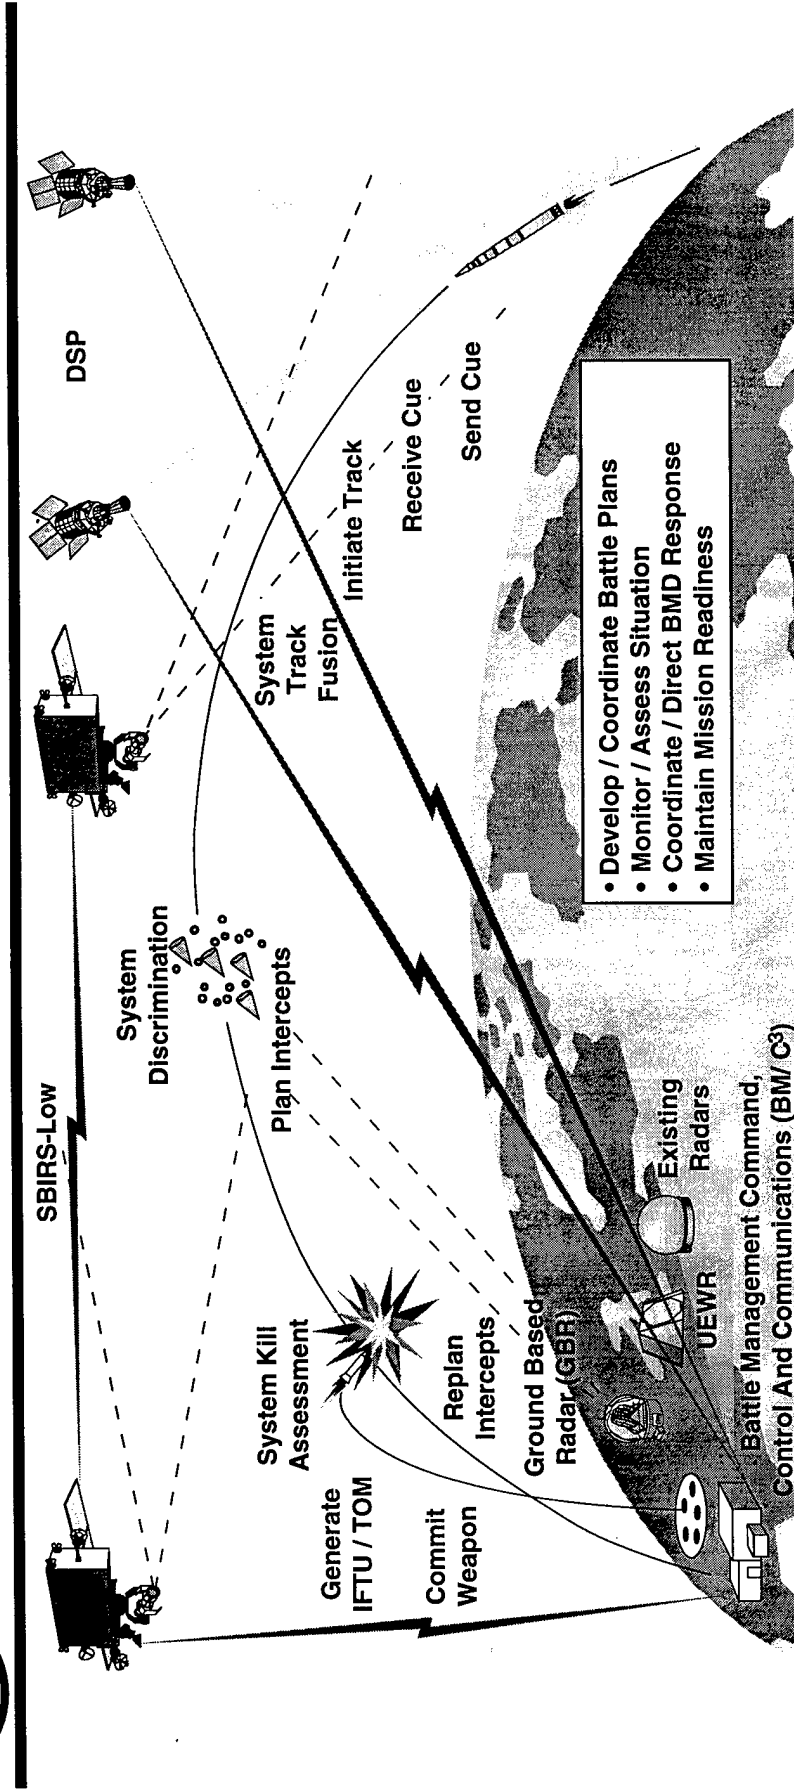 SBIRS-Low
DSP
System
Discrimination
System Kill
Assessment
Generate
IFTU / TOM
Commit
Weapon
Replan
Intercepts
Plan Intercepts
System
Track
Fusion
Initiate Track
Receive Cue
Send Cue
Ground Based
Radar (GBR)
UEWR
Existing
Radars
Battle Management Command,
Control And Communications (BM/ C³)
• Develop / Coordinate Battle Plans
• Monitor / Assess Situation
• Coordinate / Direct BMD Response
• Maintain Mission Readiness